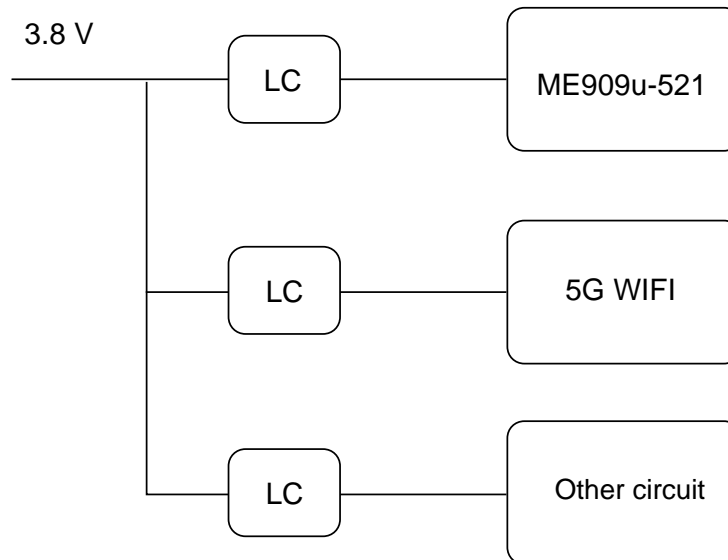 3.8 V
LC
ME909u-521
LC
5G WIFI
LC
Other circuit